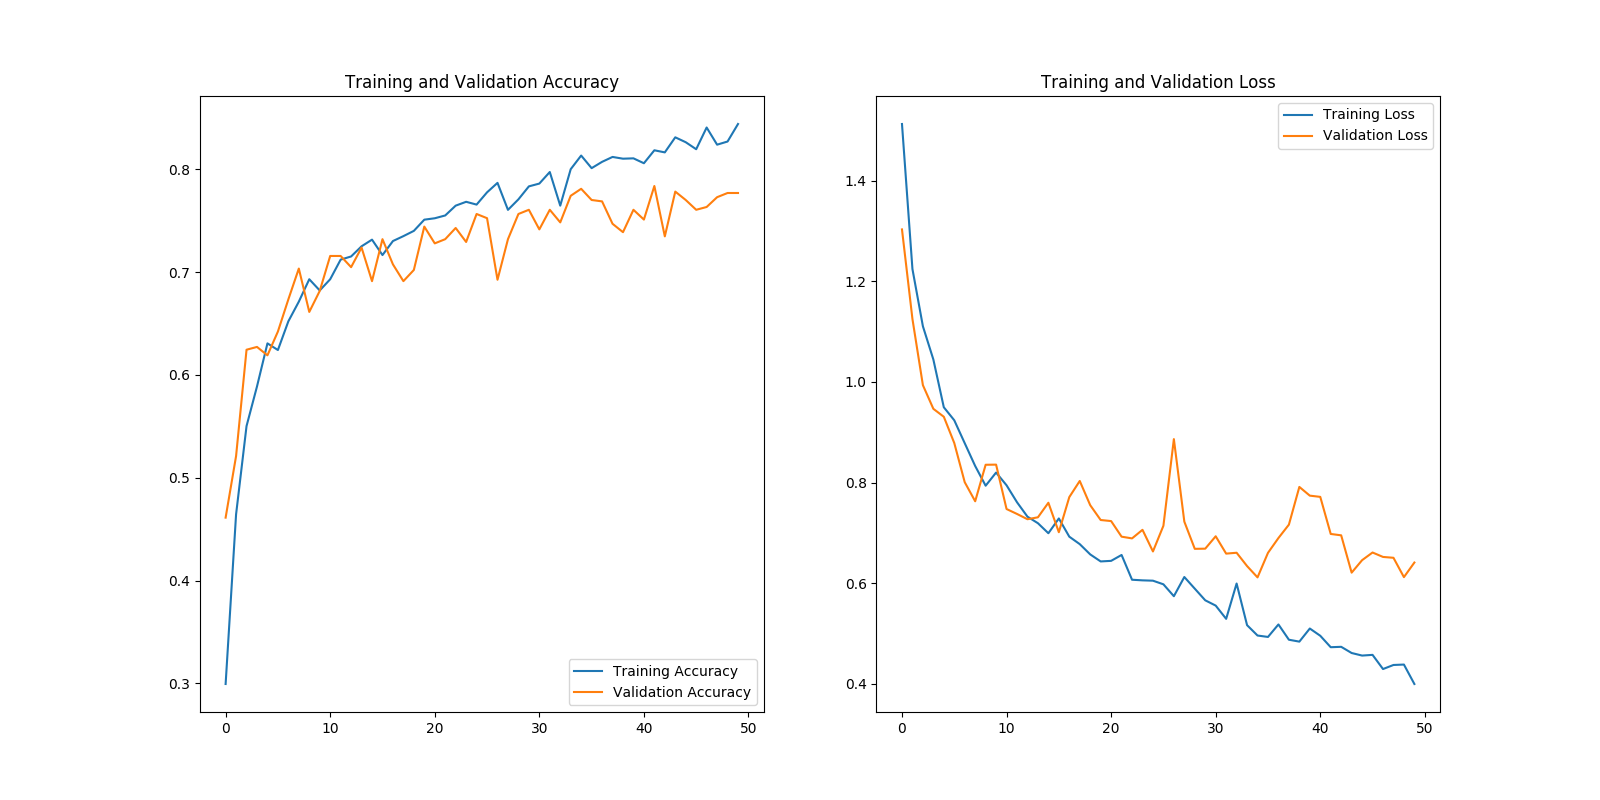 Training and Validation Accuracy
0.8
0.7
0.6
0.5
0.4
0.3
0 10 20 30 40 50
Training Accuracy
Validation Accuracy
Training and Validation Loss
1.4
1.2
1.0
0.8
0.6
0.4
0 10 20 30 40 50
Training Loss
Validation Loss